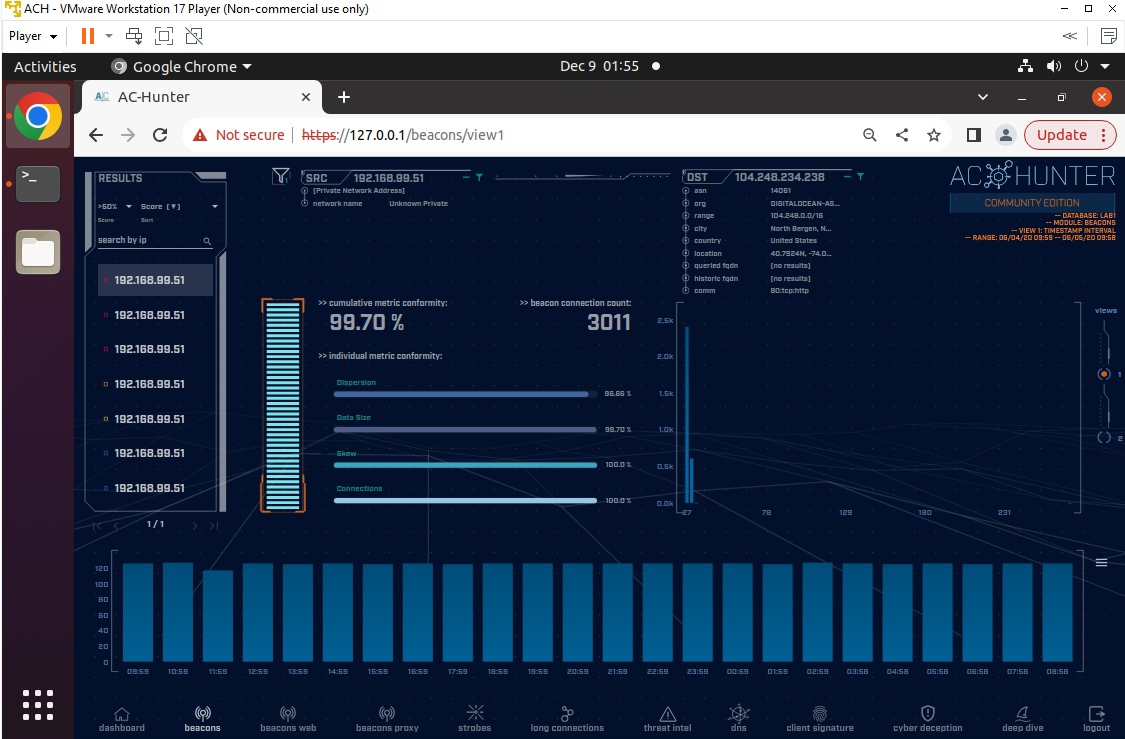 ACH - VMware Workstation 17 Player (Non-commercial use only)
Player
Activities
Google Chrome
Dec 9 01:55
AC-Hunter
Not secure
https://127.0.0.1/beacons/view1
Update
RESULTS
>50%
Score [▼]
Score
Sort
search by ip
192.168.99.51
192.168.99.51
192.168.99.51
192.168.99.51
192.168.99.51
192.168.99.51
192.168.99.51
1 / 1
SRC 192.168.99.51
[Private Network Address]
network name Unknown Private
DST 104.248.234.238
asn 14061
org DIGITALOCEAN-AS...
range 104.248.0.0/16
city North Bergen, N...
country United States
location 40.7924N, -74.0...
queried fqdn [no results]
historic fqdn [no results]
comm 80:tcp:http
AC HUNTER
COMMUNITY EDITION
-- DATABASE: LAB1
-- MODULE: BEACONS
-- VIEW 1: TIMESTAMP INTERVAL
-- RANGE: 06/04/20 09:59 -- 06/05/20 09:58
>> cumulative metric conformity:
99.70 %
>> beacon connection count:
3011
>> individual metric conformity:
Dispersion
Data Size
99.70 %
Skew
100.0 %
Connections
100.0 %
2.5k
2.0k
1.5k
1.0k
0.5k
0.0k
27 78 129 180 231
views
1
2
120
100
80
60
40
20
0
09:59 10:59 11:59 12:59 13:59 14:59 15:59 16:59 17:59 18:59 19:59 20:59 21:59 22:59 23:59 00:59 01:59 02:59 03:58 04:58 05:58 06:58 07:58 08:58
dashboard
beacons
beacons web
beacons proxy
strobes
long connections
threat intel
dns
client signature
cyber deception
deep dive
logout